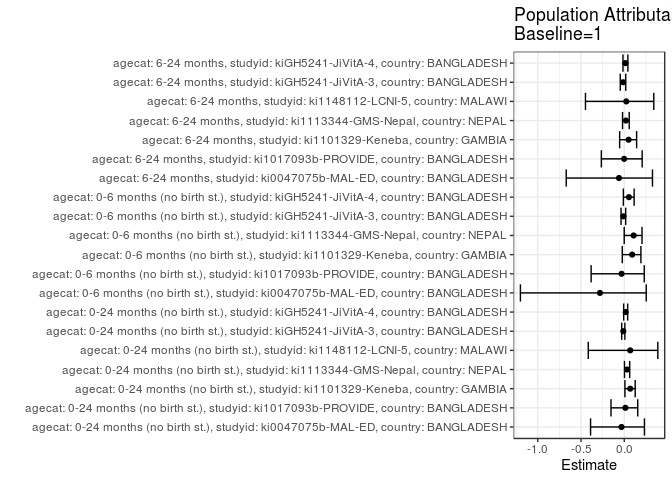 Population Attributa
Baseline=1
agecat: 6-24 months, studyid: kiGH5241-JiVitA-4, country: BANGLADESH
agecat: 6-24 months, studyid: kiGH5241-JiVitA-3, country: BANGLADESH
agecat: 6-24 months, studyid: ki1148112-LCNI-5, country: MALAWI
agecat: 6-24 months, studyid: ki1113344-GMS-Nepal, country: NEPAL
agecat: 6-24 months, studyid: ki1101329-Keneba, country: GAMBIA
agecat: 6-24 months, studyid: ki1017093b-PROVIDE, country: BANGLADESH
agecat: 6-24 months, studyid: ki0047075b-MAL-ED, country: BANGLADESH
agecat: 0-6 months (no birth st.), studyid: kiGH5241-JiVitA-4, country: BANGLADESH
agecat: 0-6 months (no birth st.), studyid: kiGH5241-JiVitA-3, country: BANGLADESH
agecat: 0-6 months (no birth st.), studyid: ki1113344-GMS-Nepal, country: NEPAL
agecat: 0-6 months (no birth st.), studyid: ki1101329-Keneba, country: GAMBIA
agecat: 0-6 months (no birth st.), studyid: ki1017093b-PROVIDE, country: BANGLADESH
agecat: 0-6 months (no birth st.), studyid: ki0047075b-MAL-ED, country: BANGLADESH
agecat: 0-24 months (no birth st.), studyid: kiGH5241-JiVitA-4, country: BANGLADESH
agecat: 0-24 months (no birth st.), studyid: kiGH5241-JiVitA-3, country: BANGLADESH
agecat: 0-24 months (no birth st.), studyid: ki1148112-LCNI-5, country: MALAWI
agecat: 0-24 months (no birth st.), studyid: ki1113344-GMS-Nepal, country: NEPAL
agecat: 0-24 months (no birth st.), studyid: ki1101329-Keneba, country: GAMBIA
agecat: 0-24 months (no birth st.), studyid: ki1017093b-PROVIDE, country: BANGLADESH
agecat: 0-24 months (no birth st.), studyid: ki0047075b-MAL-ED, country: BANGLADESH
-1.0 -0.5 0.0
Estimate